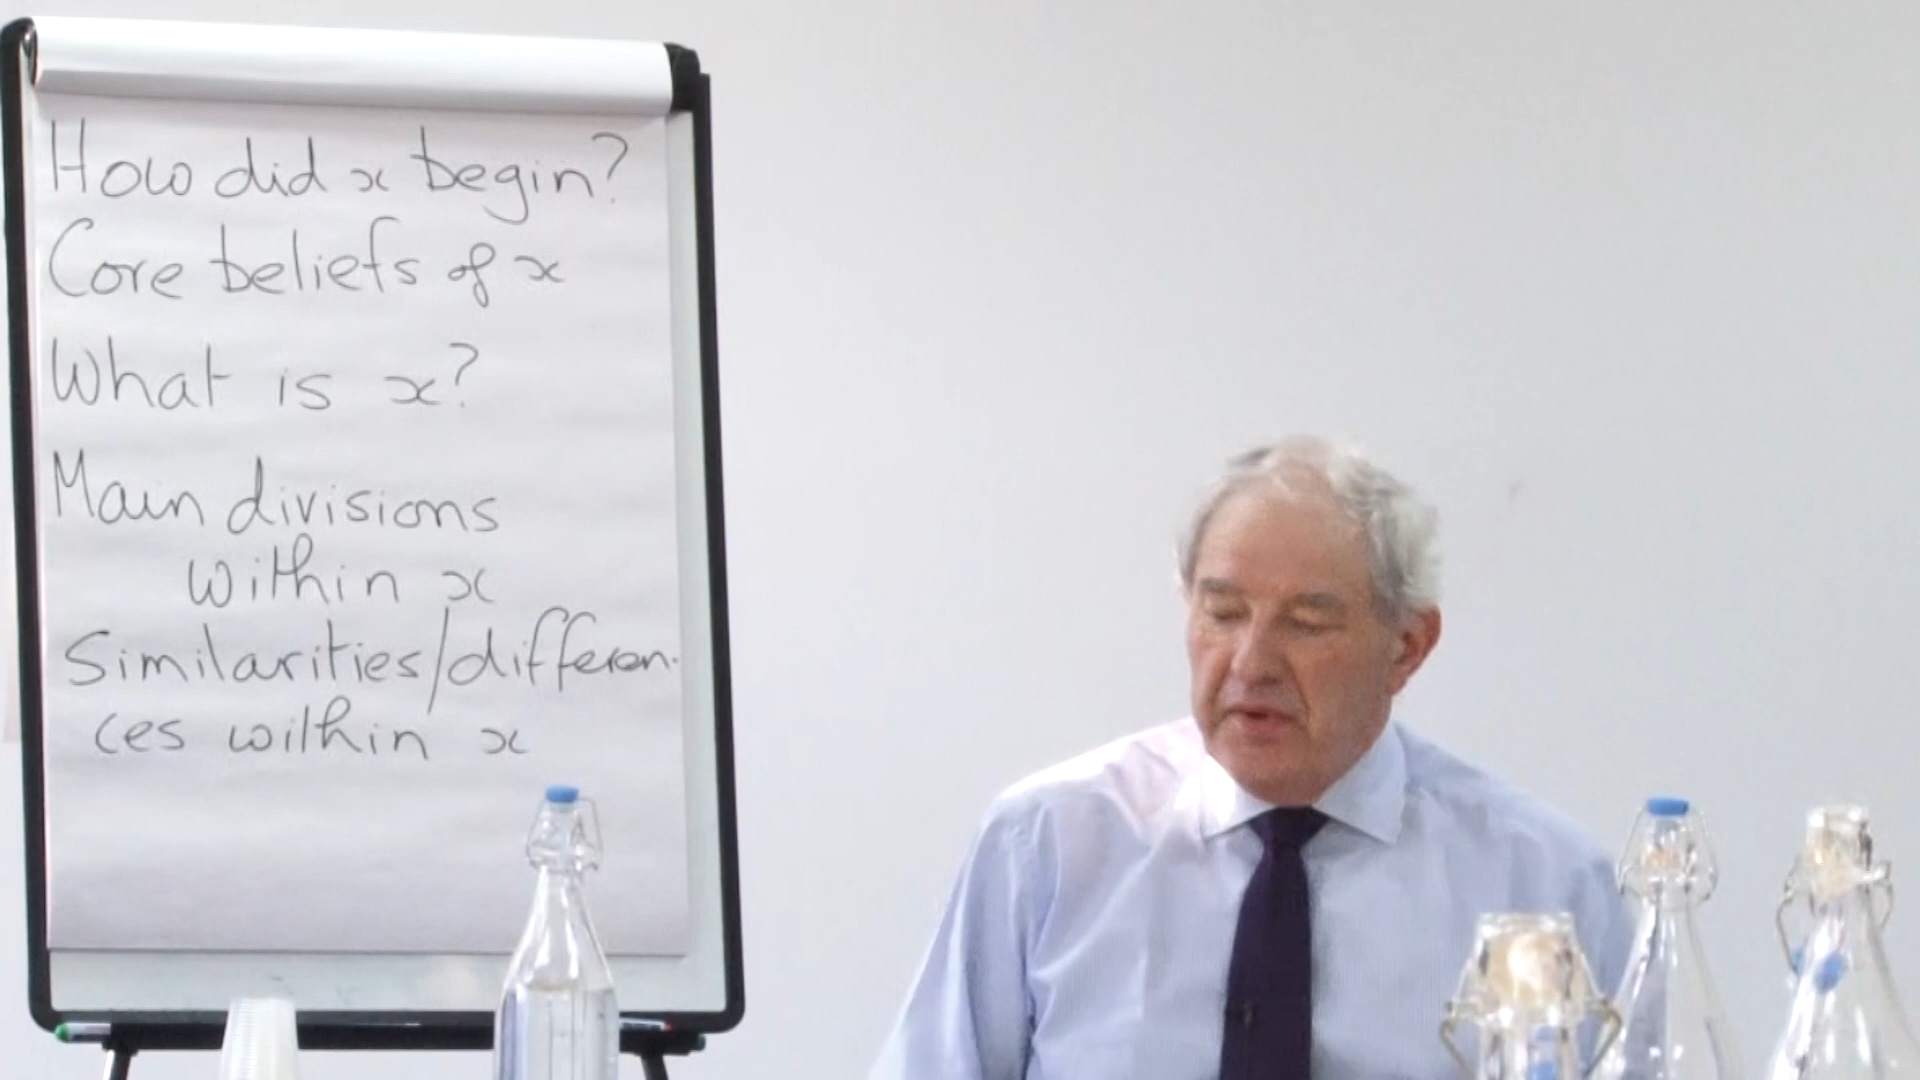 How did x begin?
Core beliefs of x
What is x?
Main divisions
within x
Similarities/differen-
ces within x